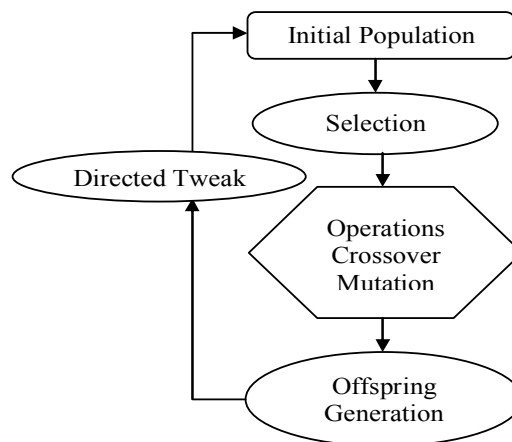 Initial Population
Selection
Directed Tweak
Operations
Crossover
Mutation
Offspring
Generation